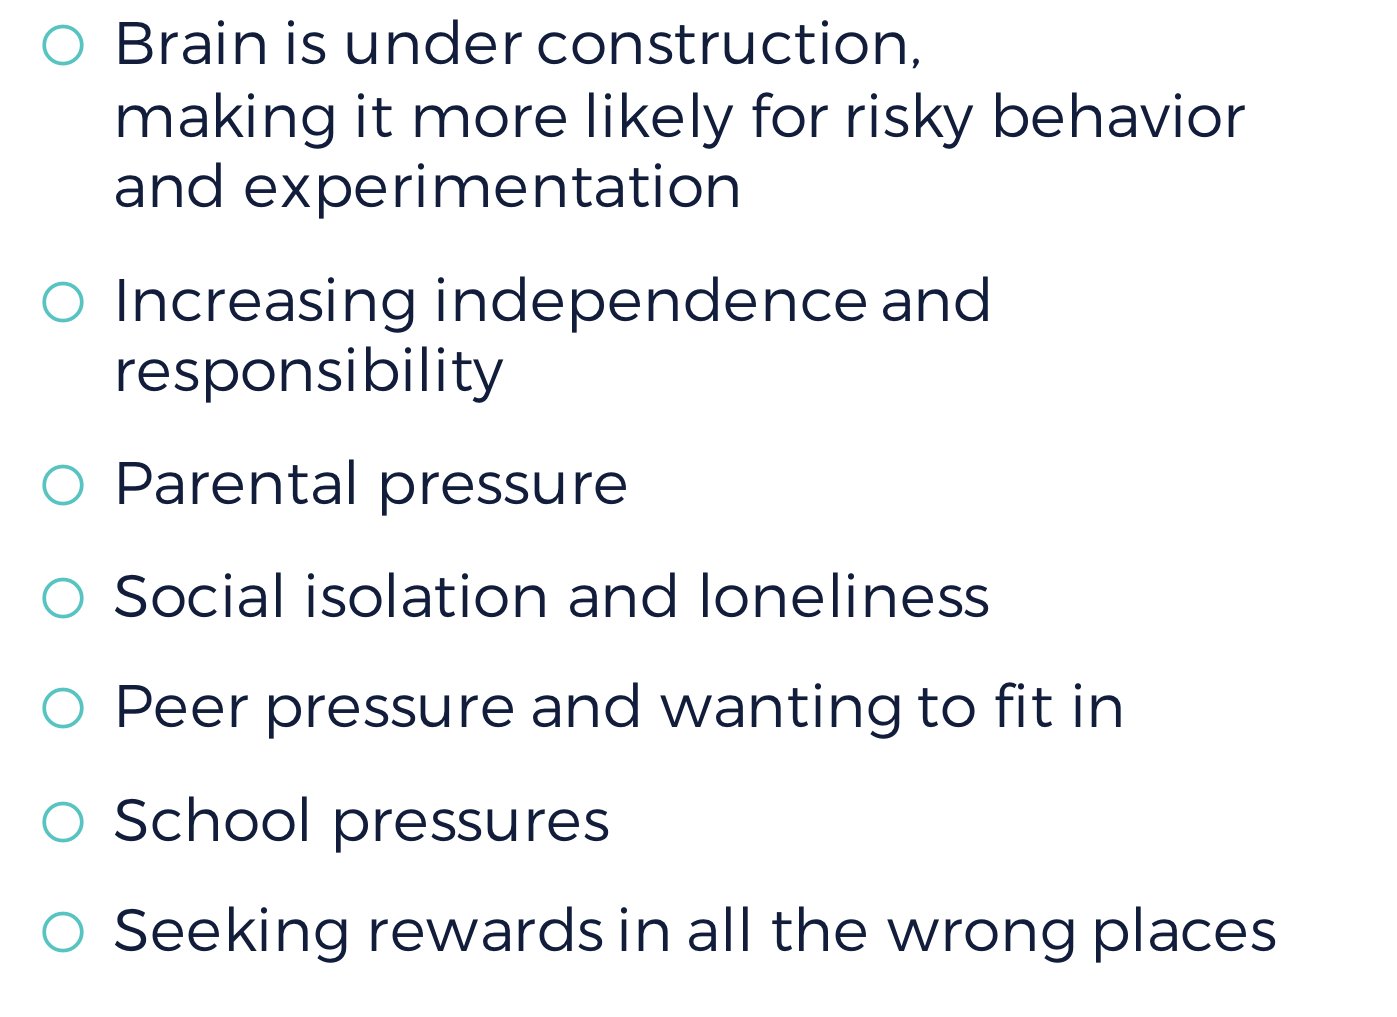 Brain is under construction,
making it more likely for risky behavior
and experimentation
Increasing independence and
responsibility
Parental pressure
Social isolation and loneliness
Peer pressure and wanting to fit in
School pressures
Seeking rewards in all the wrong places